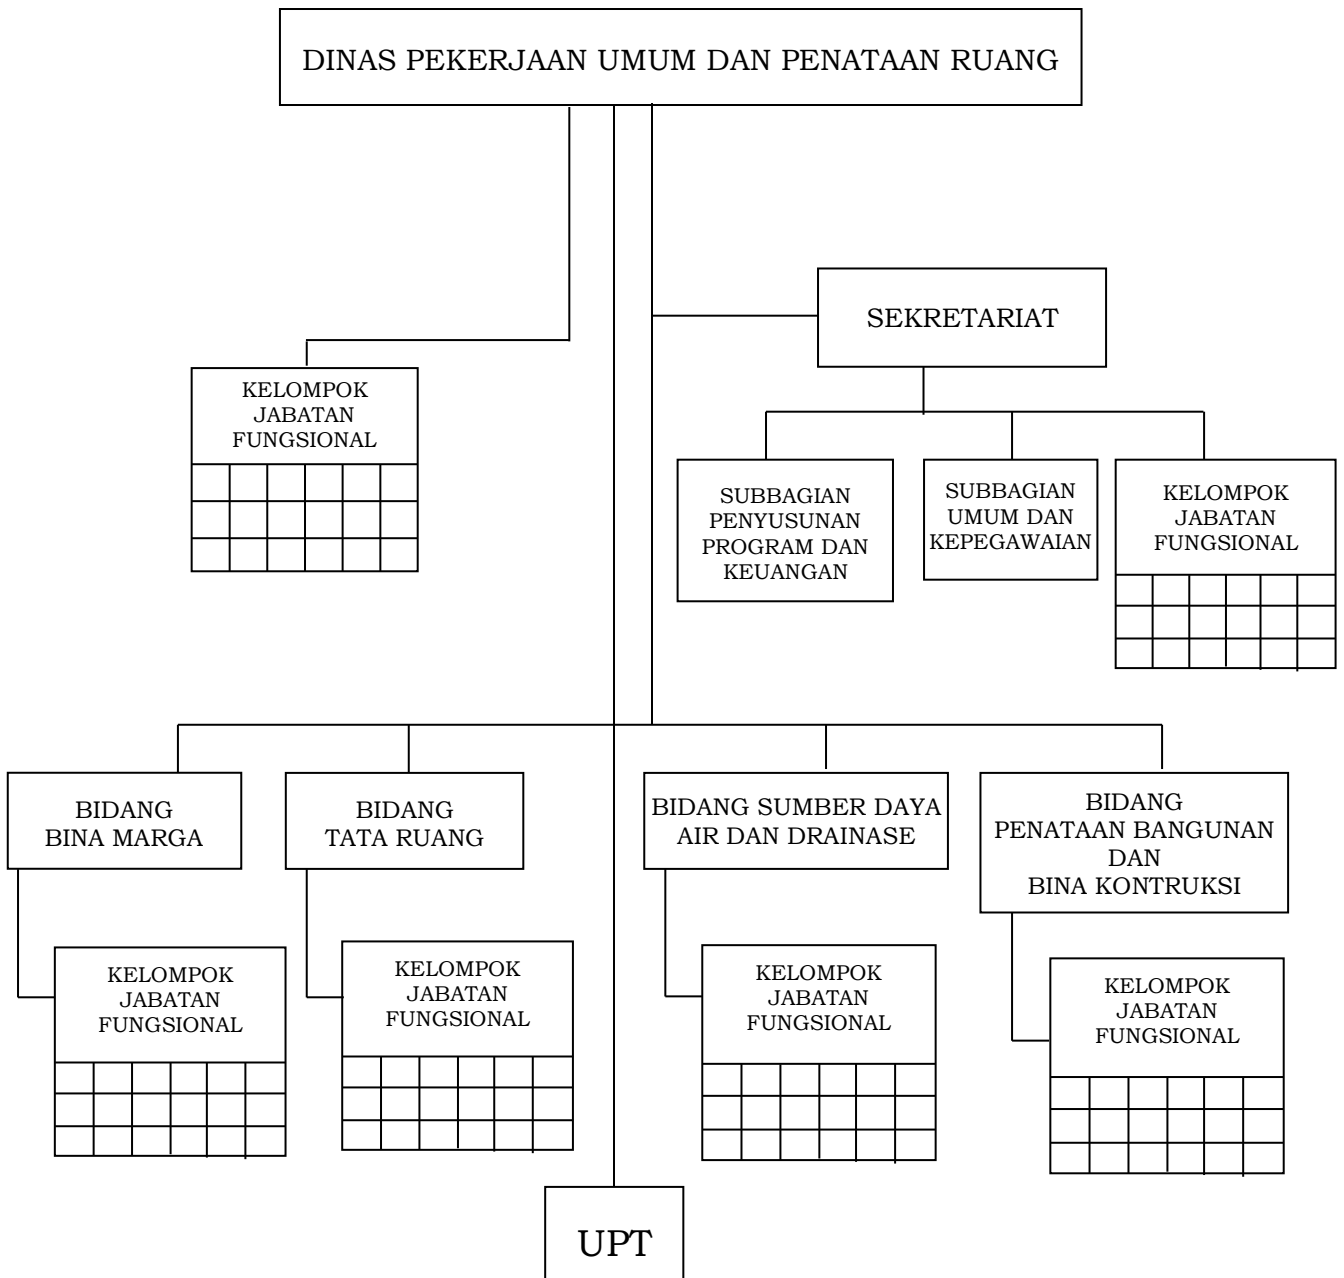 DINAS PEKERJAAN UMUM DAN PENATAAN RUANG
SEKRETARIAT
KELOMPOK
JABATAN
FUNGSIONAL
SUBBAGIAN
PENYUSUNAN
PROGRAM DAN
KEUANGAN
SUBBAGIAN
UMUM DAN
KEPEGAWAIAN
KELOMPOK
JABATAN
FUNGSIONAL
BIDANG
BINA MARGA
BIDANG
TATA RUANG
BIDANG SUMBER DAYA
AIR DAN DRAINASE
BIDANG
PENATAAN BANGUNAN
DAN
BINA KONTRUKSI
KELOMPOK
JABATAN
FUNGSIONAL
KELOMPOK
JABATAN
FUNGSIONAL
KELOMPOK
JABATAN
FUNGSIONAL
KELOMPOK
JABATAN
FUNGSIONAL
UPT